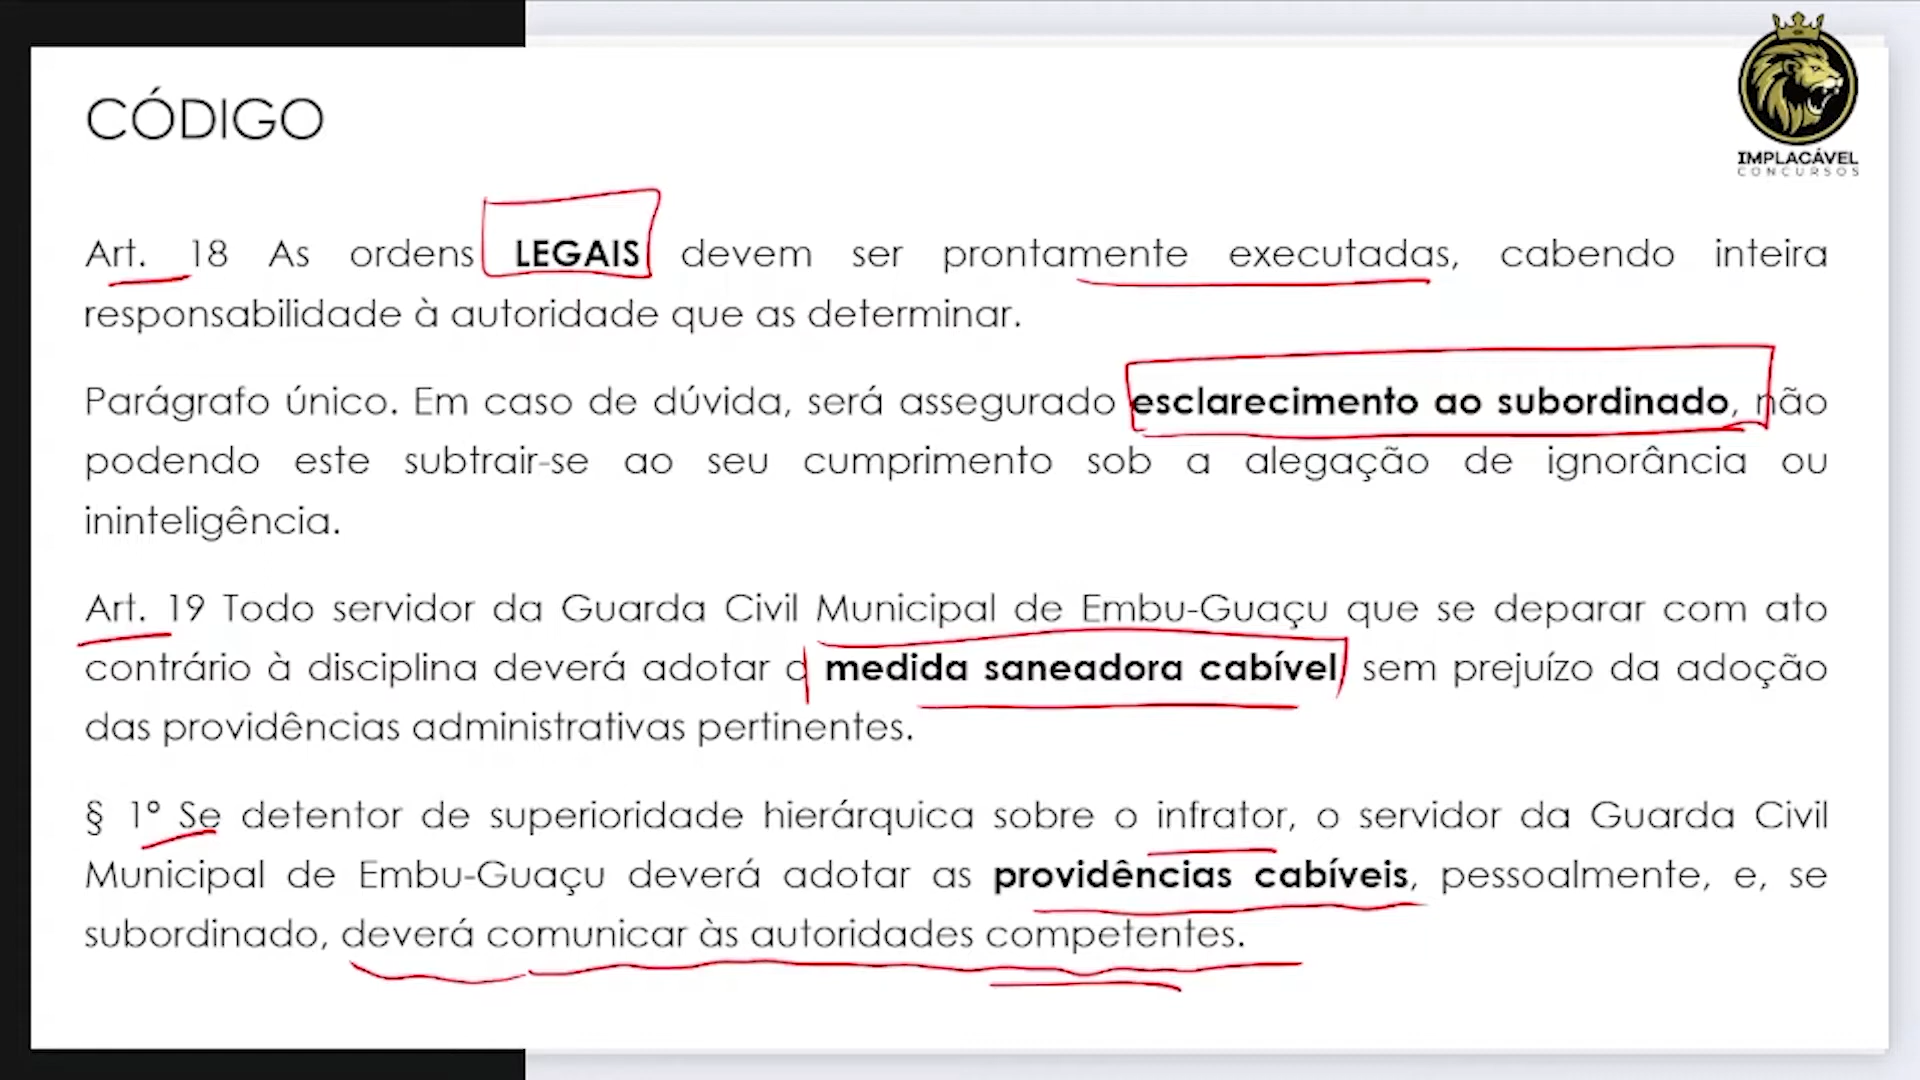 IMPLACÁVEL
CONCURSOS
CÓDIGO
Art. 18 As ordens LEGAIS devem ser prontamente executadas, cabendo inteira
responsabilidade à autoridade que as determinar.
Parágrafo único. Em caso de dúvida, será assegurado esclarecimento ao subordinado, não
podendo este subtrair-se ao seu cumprimento sob a alegação de ignorância ou
ininteligência.
Art. 19 Todo servidor da Guarda Civil Municipal de Embu-Guaçu que se deparar com ato
contrário à disciplina deverá adotar a medida saneadora cabível, sem prejuízo da adoção
das providências administrativas pertinentes.
§ 1º Se detentor de superioridade hierárquica sobre o infrator, o servidor da Guarda Civil
Municipal de Embu-Guaçu deverá adotar as providências cabíveis, pessoalmente, e, se
subordinado, deverá comunicar às autoridades competentes.